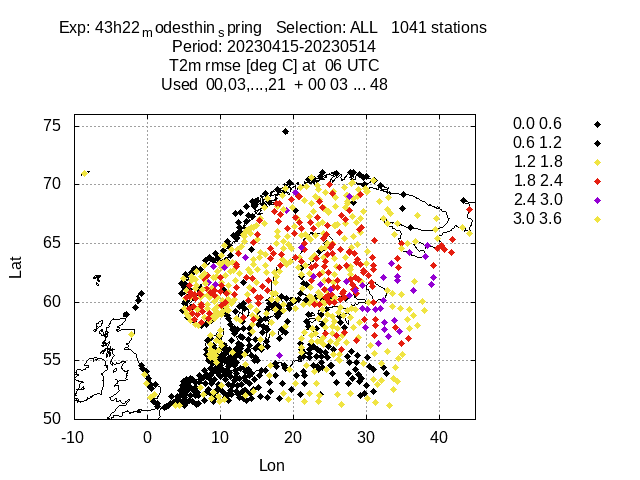 Exp: 43h22modesthinspring Selection: ALL 1041 stations
Period: 20230415-20230514
T2m rmse [deg C] at 06 UTC
Used 00,03,...,21 + 00 03 ... 48
75
70
65
60
55
50
Lat
-10 0 10 20 30 40
Lon
0.0 0.6
0.6 1.2
1.2 1.8
1.8 2.4
2.4 3.0
3.0 3.6